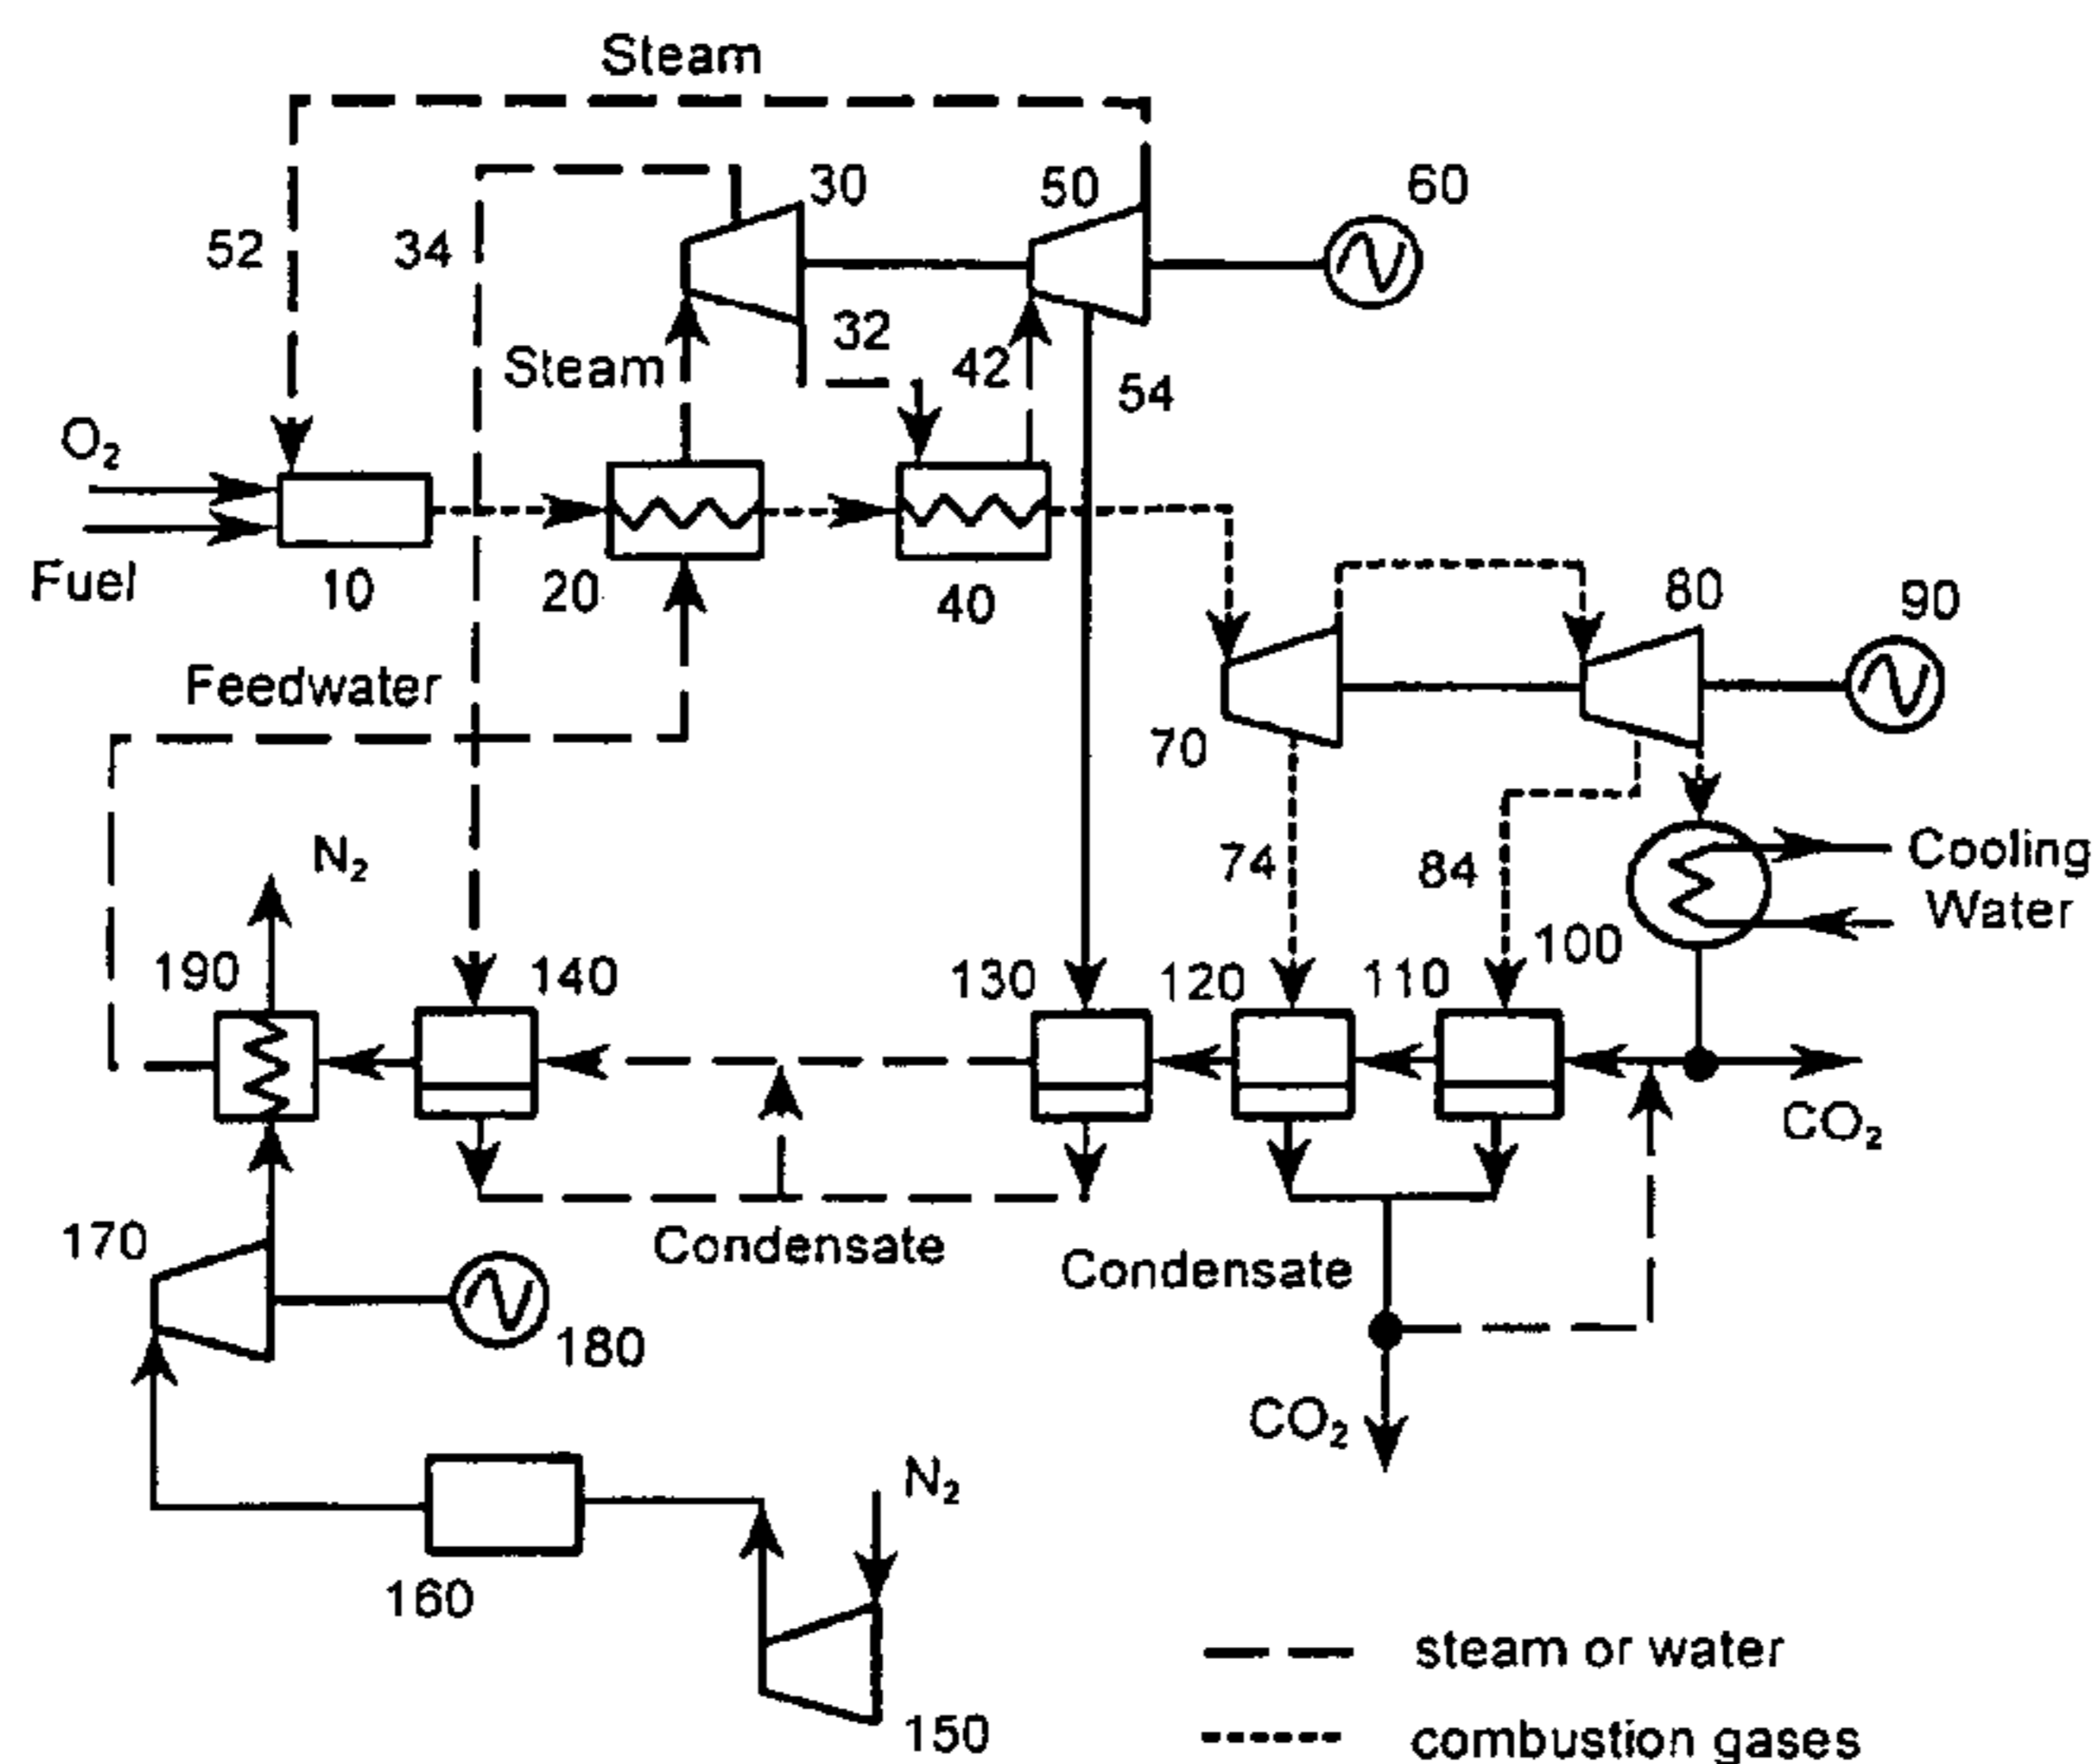 Steam
30
50
60
52
34
32
42
54
Steam
O₂
Fuel
10
20
40
80
90
Feedwater
70
N₂
74
84
Cooling
Water
100
190
140
130
120
110
CO₂
170
Condensate
Condensate
180
CO₂
N₂
160
150
steam or water
combustion gases